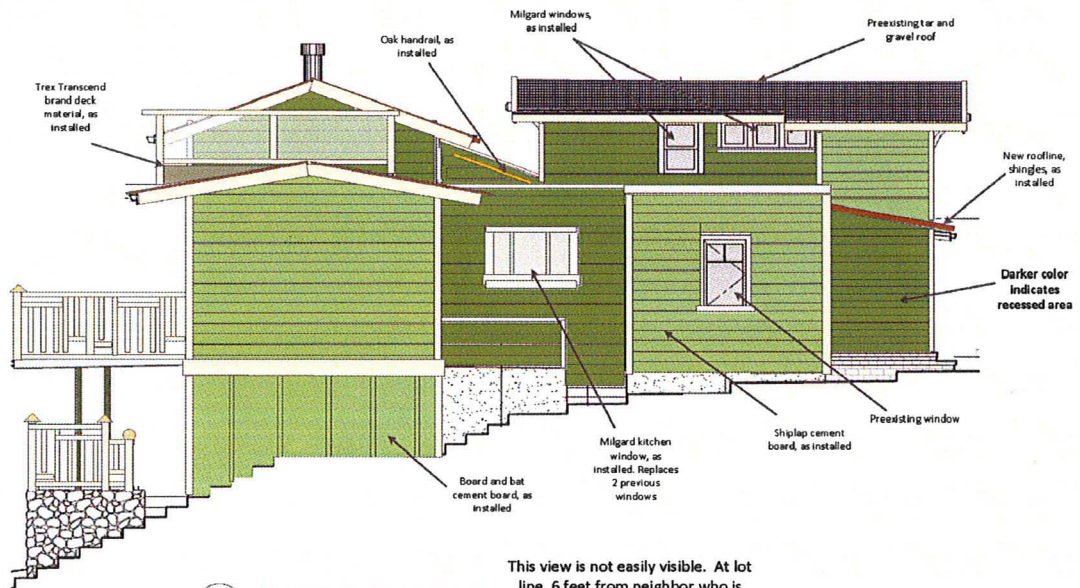 Milgard windows,
as installed
Preexisting tar and
gravel roof
Oak handrail, as
installed
Trex Transcend
brand deck
material, as
installed
New roofline,
shingles, as
installed
Darker color
indicates
recessed area
Preexisting window
Shiplap cement
board, as installed
Milgard kitchen
window, as
installed. Replaces
2 previous
windows
Board and bat
cement board, as
installed
This view is not easily visible. At lot
line, 6 feet from neighbor who is